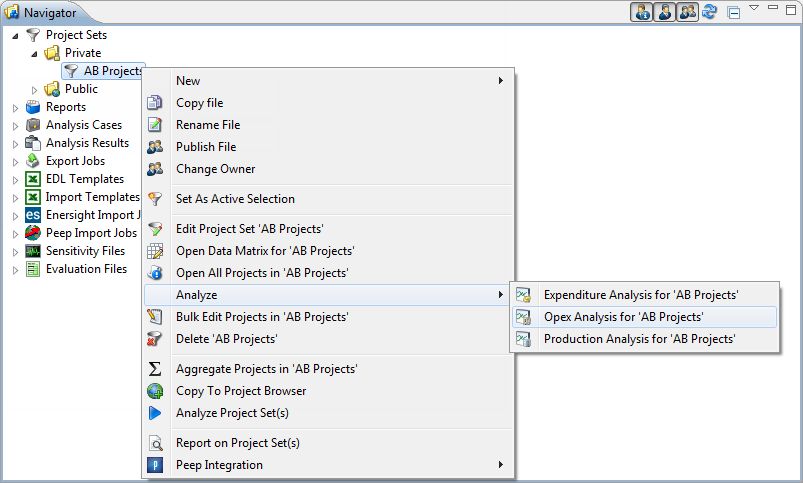 Navigator
Project Sets
Private
AB Projects
Public
Reports
Analysis Cases
Analysis Results
Export Jobs
EDL Templates
Import Templates
es Enersight Import J
Peep Import Jobs
Sensitivity Files
Evaluation Files
New
Copy file
Rename File
Publish File
Change Owner
Set As Active Selection
Edit Project Set 'AB Projects'
Open Data Matrix for 'AB Projects'
Open All Projects in 'AB Projects'
Analyze
Bulk Edit Projects in 'AB Projects'
Delete 'AB Projects'
Σ Aggregate Projects in 'AB Projects'
Copy To Project Browser
Analyze Project Set(s)
Report on Project Set(s)
p Peep Integration
Expenditure Analysis for 'AB Projects'
Opex Analysis for 'AB Projects'
Production Analysis for 'AB Projects'